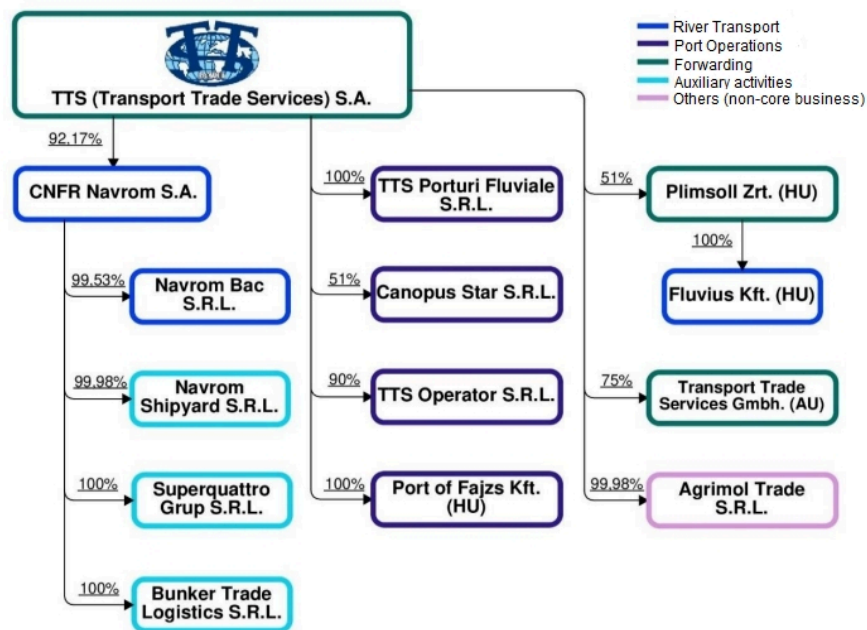 River Transport
Port Operations
Forwarding
Auxiliary activities
Others (non-core business)
TTS
TTS (Transport Trade Services) S.A.
92.17%
CNFR Navrom S.A.
99.53%
Navrom Bac
S.R.L.
99.98%
Navrom
Shipyard S.R.L.
100%
Superquattro
Grup S.R.L.
100%
Bunker Trade
Logistics S.R.L.
100%
TTS Porturi Fluviale
S.R.L.
51%
Canopus Star S.R.L.
90%
TTS Operator S.R.L.
100%
Port of Fajzs Kft.
(HU)
51%
Plimsoll Zrt. (HU)
100%
Fluvius Kft. (HU)
75%
Transport Trade
Services Gmbh. (AU)
99.98%
Agrimol Trade
S.R.L.